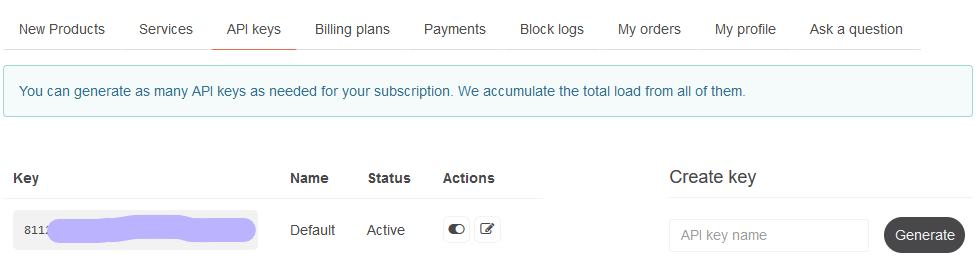 New Products Services API keys Billing plans Payments Block logs My orders My profile Ask a question
You can generate as many API keys as needed for your subscription. We accumulate the total load from all of them.
Key Name Status Actions
Create key
8112 Default Active
API key name Generate